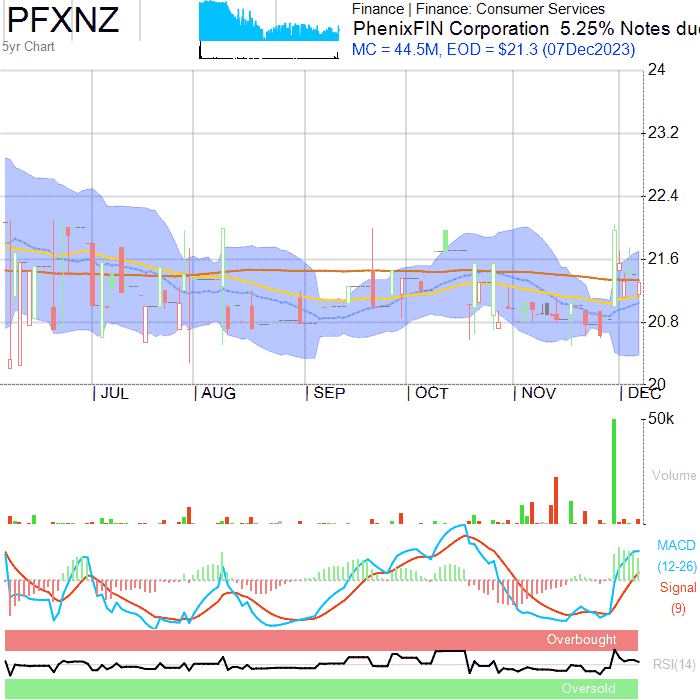 PFXNZ
5yr Chart
Finance | Finance: Consumer Services
PhenixFIN Corporation 5.25% Notes du
MC = 44.5M, EOD = $21.3 (07Dec2023)
24
23.2
22.4
21.6
20.8
20
JUL
AUG
SEP
OCT
NOV
DEC
50k
Volume
MACD
(12-26)
Signal
(9)
Overbought
RSI(14)
Oversold